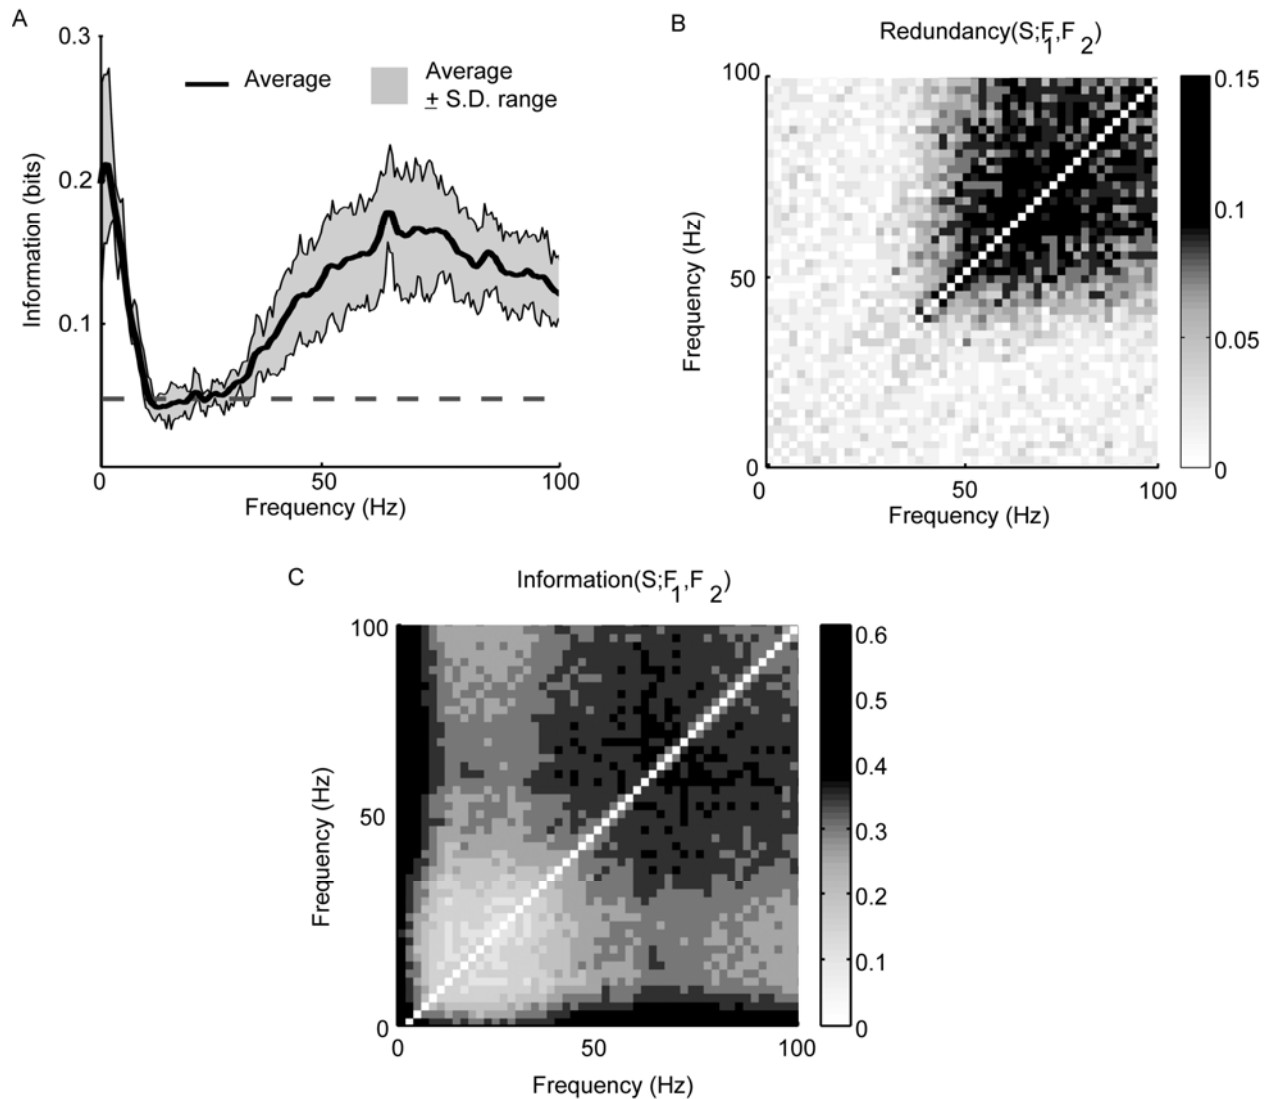 A
0.3
0.2
0.1
Information (bits)
Average
Average
± S.D. range
0
50
100
Frequency (Hz)
B
Redundancy(S;F1,F 2)
100
50
0
Frequency (Hz)
0
50
100
Frequency (Hz)
0.15
0.1
0.05
0
C
Information(S;F1,F 2)
100
50
0
Frequency (Hz)
0
50
100
Frequency (Hz)
0.6
0.5
0.4
0.3
0.2
0.1
0